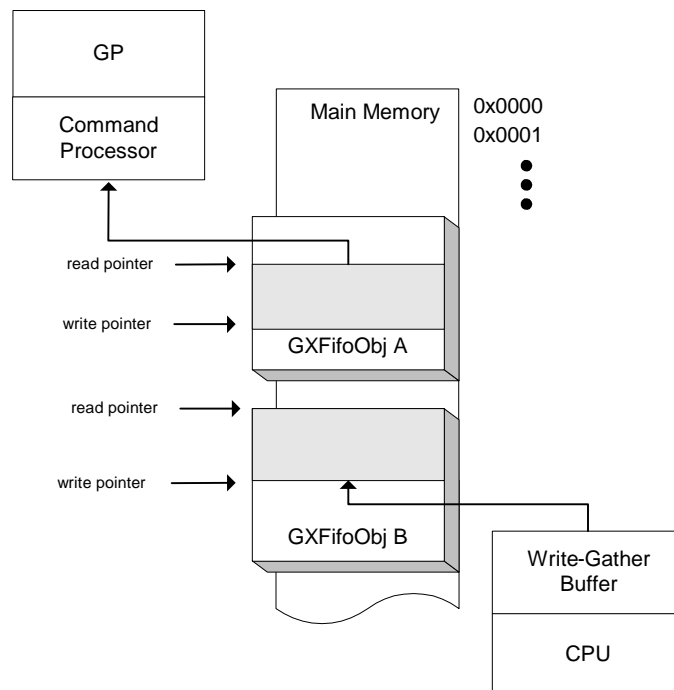 GP
Command
Processor
Main Memory
0x0000
0x0001
read pointer
write pointer
GXFifoObj A
read pointer
write pointer
GXFifoObj B
Write-Gather
Buffer
CPU